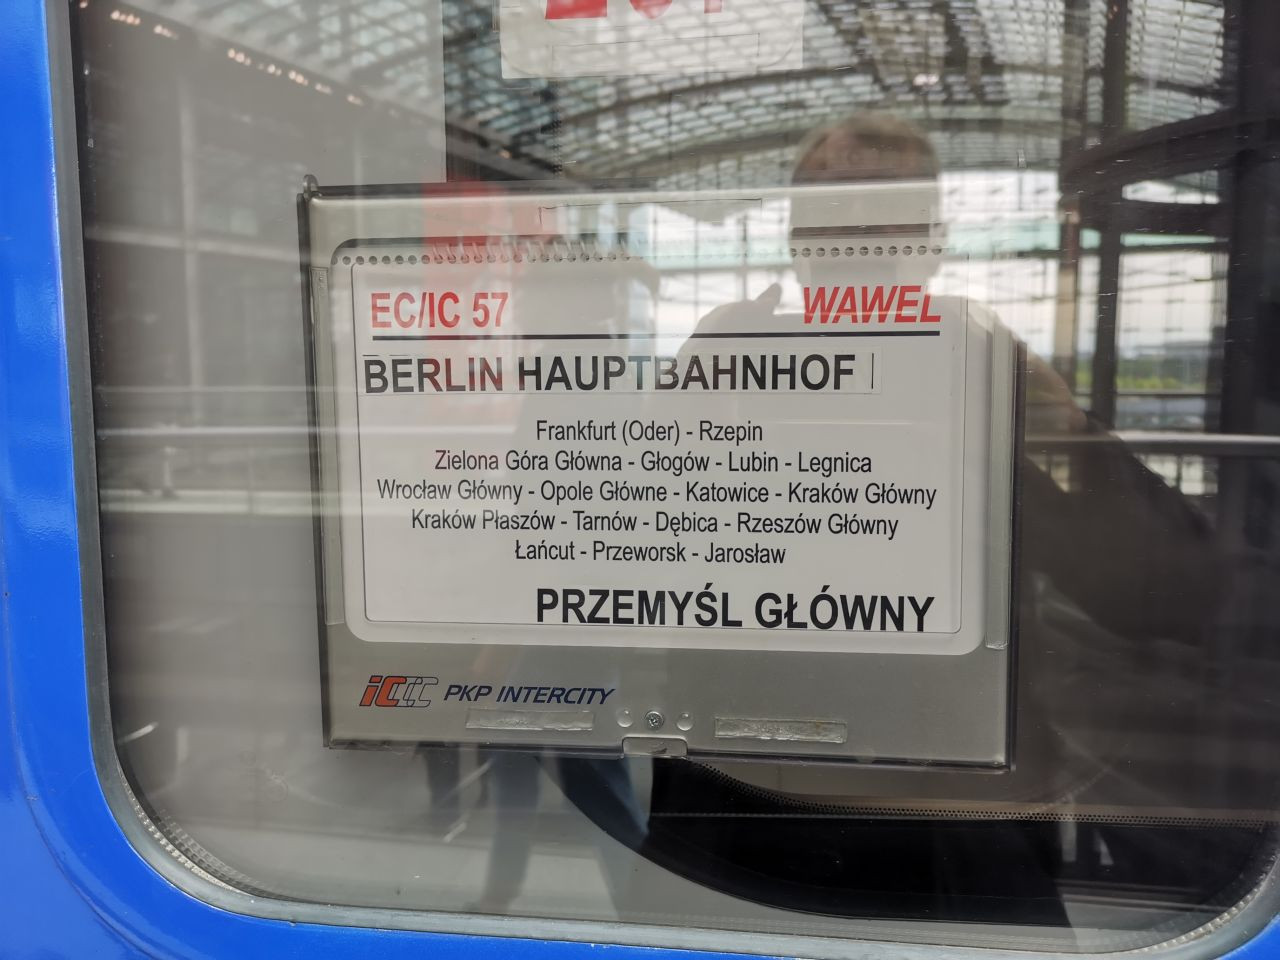 EC/IC 57 WAWEL
BERLIN HAUPTBAHNHOF
Frankfurt (Oder) - Rzepin
Zielona Góra Główna - Głogów - Lubin - Legnica
Wrocław Główny - Opole Główne - Katowice - Kraków Główny
Kraków Płaszów - Tarnów - Dębica - Rzeszów Główny
Łańcut - Przeworsk - Jarosław
PRZEMYŚL GŁÓWNY
PKP INTERCITY